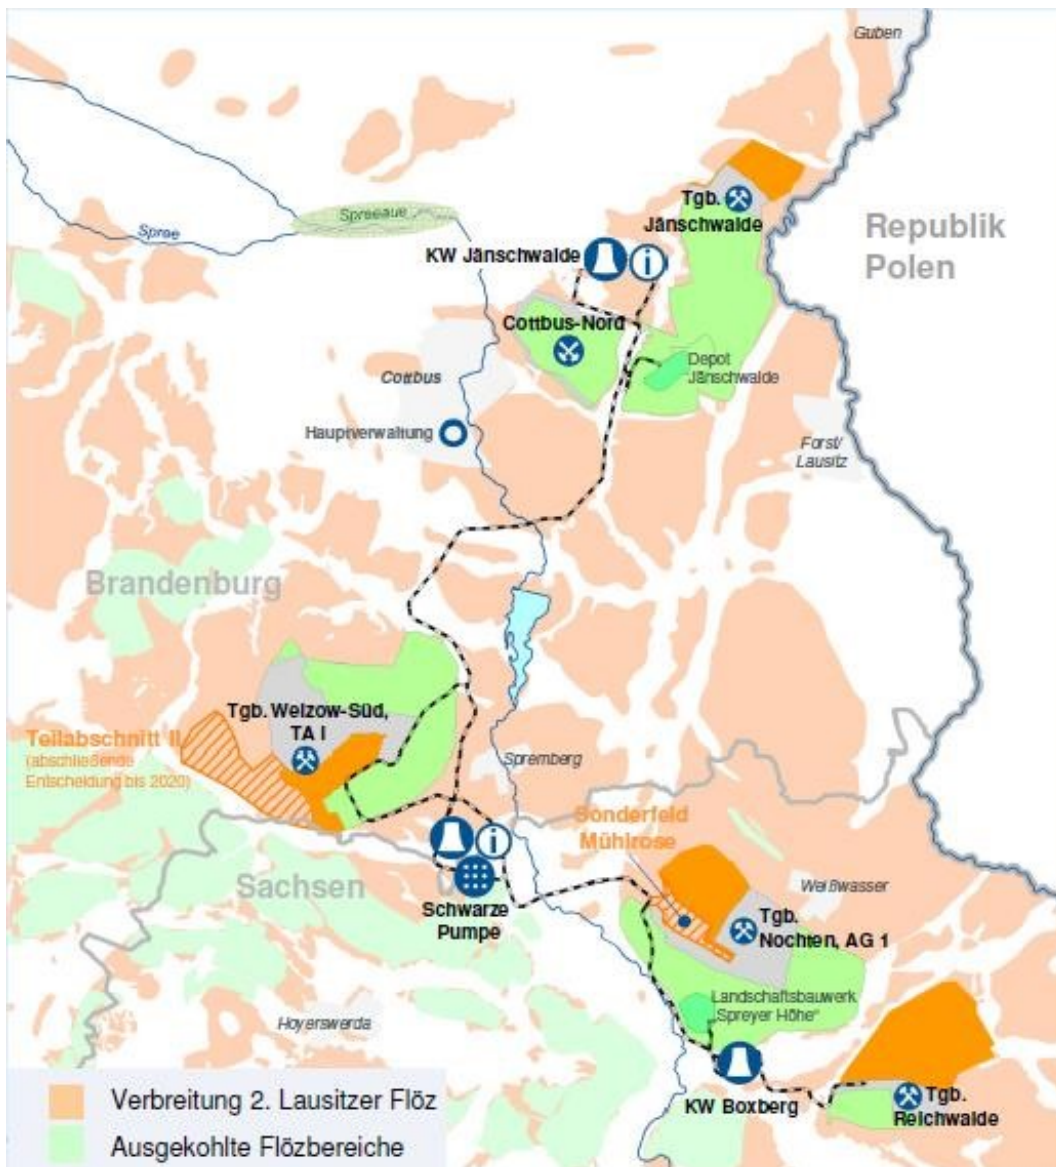 Guben
Spreeaue
Spree
Tgb.
Jänschwalde
Republik
Polen
KW Jänschwalde
i
Cottbus-Nord
Depot
Jänschwalde
Cottbus
Hauptverwaltung
Forst/
Lausitz
Brandenburg
Tgb. Welzow-Süd,
TA I
Teilabschnitt II
(abschließende
Entscheidung bis 2020)
Spremberg
Sonderfeld
Mühlrose
i
Sachsen
Schwarze
Pumpe
Weißwasser
Tgb.
Nochten, AG 1
Landschaftsbauwerk
„Spreyer Höhe“
Hoyerswerda
KW Boxberg
Tgb.
Reichwalde
Verbreitung 2. Lausitzer Flöz
Ausgekohlte Flözbereiche